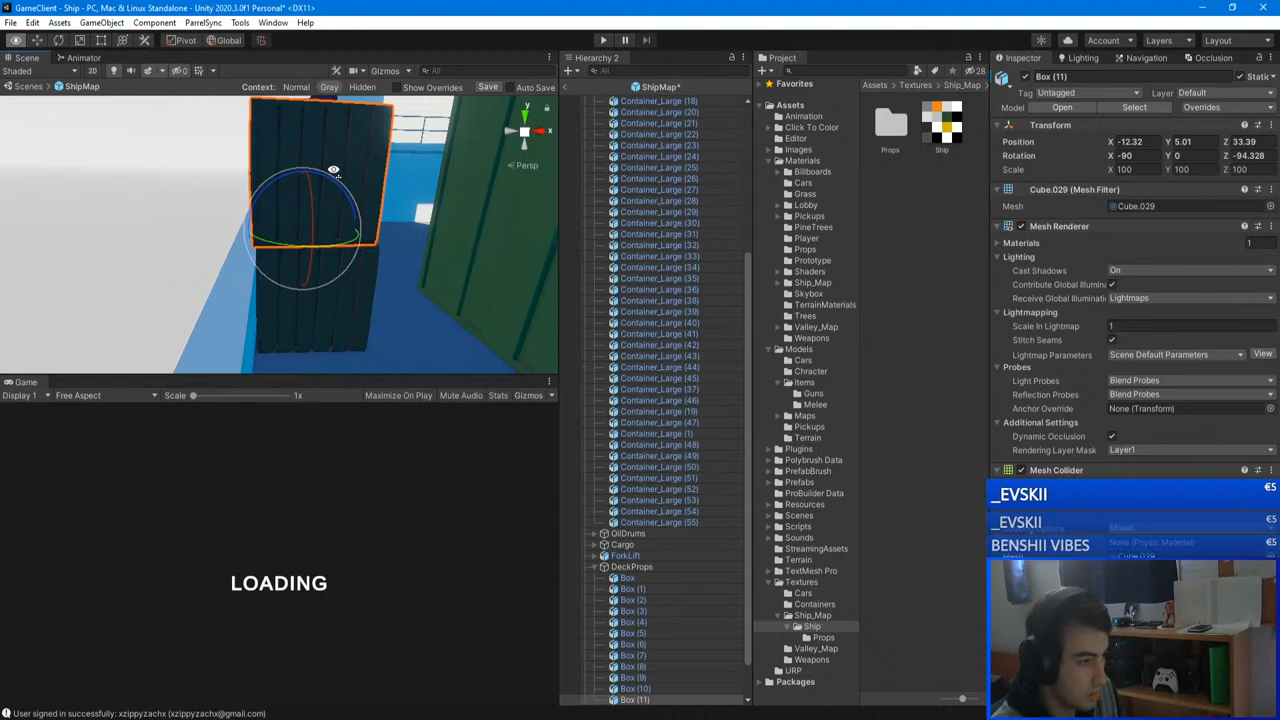 GameClient - Ship - PC, Mac & Linux Standalone - Unity 2020.3.0f1 Personal* <DX11>
File Edit Assets GameObject Component ParrelSync Tools Window Help
Pivot Global Account Layers Layout
Scene Animator
Shaded 2D 0 Gizmos All
Scenes ShipMap Context: Normal Gray Hidden Show Overrides Save Auto Save
y
x
Persp
Game
Display 1 Free Aspect Scale 1x Maximize On Play Mute Audio Stats Gizmos
LOADING
User signed in successfully: xzippyzachx (xzippyzachx@gmail.com)
Hierarchy 2
All
ShipMap*
Container_Large (18)
Container_Large (20)
Container_Large (21)
Container_Large (22)
Container_Large (23)
Container_Large (24)
Container_Large (25)
Container_Large (26)
Container_Large (27)
Container_Large (28)
Container_Large (29)
Container_Large (30)
Container_Large (31)
Container_Large (32)
Container_Large (33)
Container_Large (34)
Container_Large (35)
Container_Large (36)
Container_Large (38)
Container_Large (39)
Container_Large (40)
Container_Large (41)
Container_Large (42)
Container_Large (43)
Container_Large (44)
Container_Large (45)
Container_Large (37)
Container_Large (46)
Container_Large (19)
Container_Large (47)
Container_Large (1)
Container_Large (48)
Container_Large (49)
Container_Large (50)
Container_Large (51)
Container_Large (52)
Container_Large (53)
Container_Large (54)
Container_Large (55)
OilDrums
Cargo
ForkLift
DeckProps
Box
Box (1)
Box (2)
Box (3)
Box (4)
Box (5)
Box (6)
Box (7)
Box (8)
Box (9)
Box (10)
Box (11)
Project
28
Favorites
Assets
Animation
Click To Color
Editor
Images
Materials
Billboards
Cars
Grass
Lobby
Pickups
PineTrees
Player
Props
Prototype
Shaders
Ship_Map
Skybox
TerrainMaterials
Trees
Valley_Map
Weapons
Models
Cars
Chracter
Items
Guns
Melee
Maps
Pickups
Terrain
Plugins
Polybrush Data
PrefabBrush
Prefabs
ProBuilder Data
Resources
Scenes
Scripts
Sounds
StreamingAssets
Terrain
TextMesh Pro
Textures
Cars
Containers
Ship_Map
Ship
Props
Valley_Map
Weapons
URP
Packages
Assets Textures Ship_Map
Props Ship
Inspector Lighting Navigation Occlusion
Box (11) Static
Tag Untagged Layer Default
Model Open Select Overrides
Transform
Position X -12.32 Y 5.01 Z 33.39
Rotation X -90 Y 0 Z -94.328
Scale X 100 Y 100 Z 100
Cube.029 (Mesh Filter)
Mesh Cube.029
Mesh Renderer
Materials 1
Lighting
Cast Shadows On
Contribute Global Illumina
Receive Global Illuminatic Lightmaps
Lightmapping
Scale In Lightmap 1
Stitch Seams
Lightmap Parameters Scene Default Parameters View
Probes
Light Probes Blend Probes
Reflection Probes Blend Probes
Anchor Override None (Transform)
Additional Settings
Dynamic Occlusion
Rendering Layer Mask Layer1
Mesh Collider
_EVSKII €5
_EVSKII €5
BENSHII VIBES €5